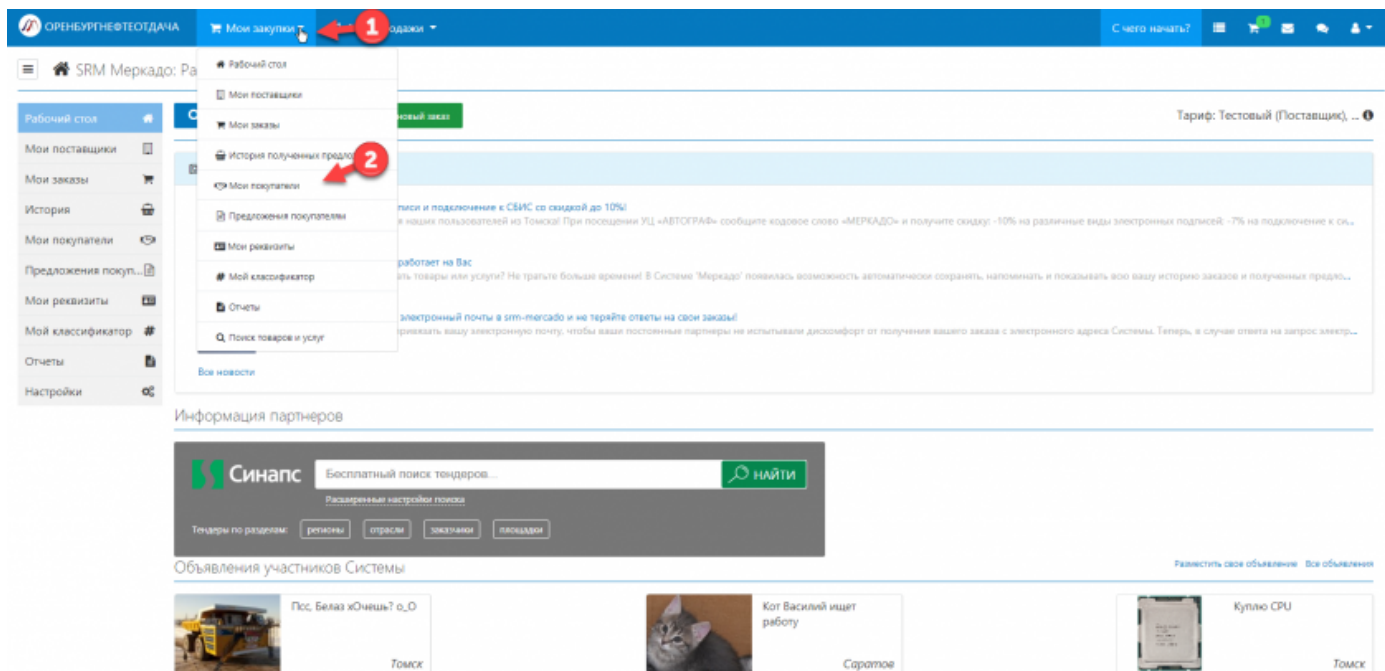 ОРЕНБУРГНЕФТЕОТДАЧА
Мои закупки
1
одажи
С чего начать?
SRM Меркадо: Ра
Рабочий стол
Мои поставщики
Мои заказы
История полученных предло
2
Мои покупатели
Предложения покупателям
Мои реквизиты
Мой классификатор
Отчеты
Поиск товаров и услуг
Рабочий стол
Мои поставщики
Мои заказы
История
Мои покупатели
Предложения покуп...
Мои реквизиты
Мой классификатор
Отчеты
Настройки
новый заказ
Тариф: Тестовый (Поставщик), ...
писи и подключение к СБИС со скидкой до 10%!
я наших пользователей из Томска! При посещении УЦ «АВТОГРАФ» сообщите кодовое слово «МЕРКАДО» и получите скидку: -10% на различные виды электронных подписей; -7% на подключение к си...
работает на Вас
ать товары или услуги? Не тратьте больше времени! В Системе 'Меркадо' появилась возможность автоматически сохранять, напоминать и показывать всю вашу историю заказов и полученных предло...
электронный почты в srm-mercado и не теряйте ответы на свои заказы!
привязать вашу электронную почту, чтобы ваши постоянные партнеры не испытывали дискомфорт от получения вашего заказа с электронного адреса Системы. Теперь, в случае ответа на запрос электр...
Все новости
Информация партнеров
Синапс
Бесплатный поиск тендеров...
НАЙТИ
Расширенные настройки поиска
Тендеры по разделам: регионы отрасли заказчики площадки
Объявления участников Системы
Разместить свое объявление Все объявления
Псс, Белаз хОчешь? о_О
Томск
Кот Василий ищет
работу
Саратов
Куплю CPU
Томск